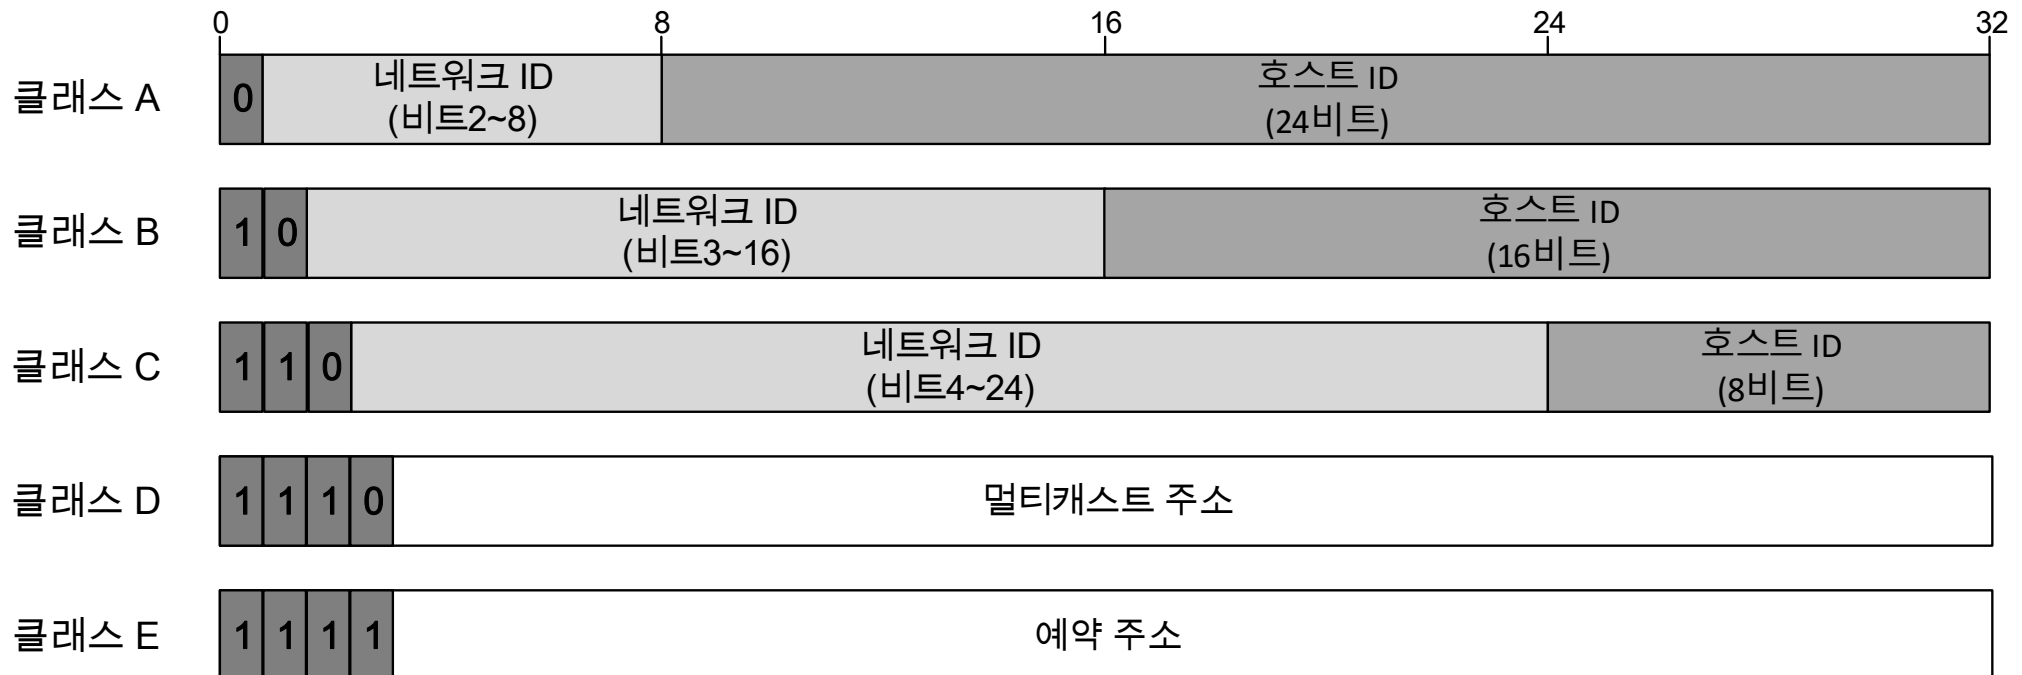 0 8 16 24 32
클래스 A
0
네트워크 ID
(비트2~8)
호스트 ID
(24비트)
클래스 B
1 0
네트워크 ID
(비트3~16)
호스트 ID
(16비트)
클래스 C
1 1 0
네트워크 ID
(비트4~24)
호스트 ID
(8비트)
클래스 D
1 1 1 0
멀티캐스트 주소
클래스 E
1 1 1 1
예약 주소